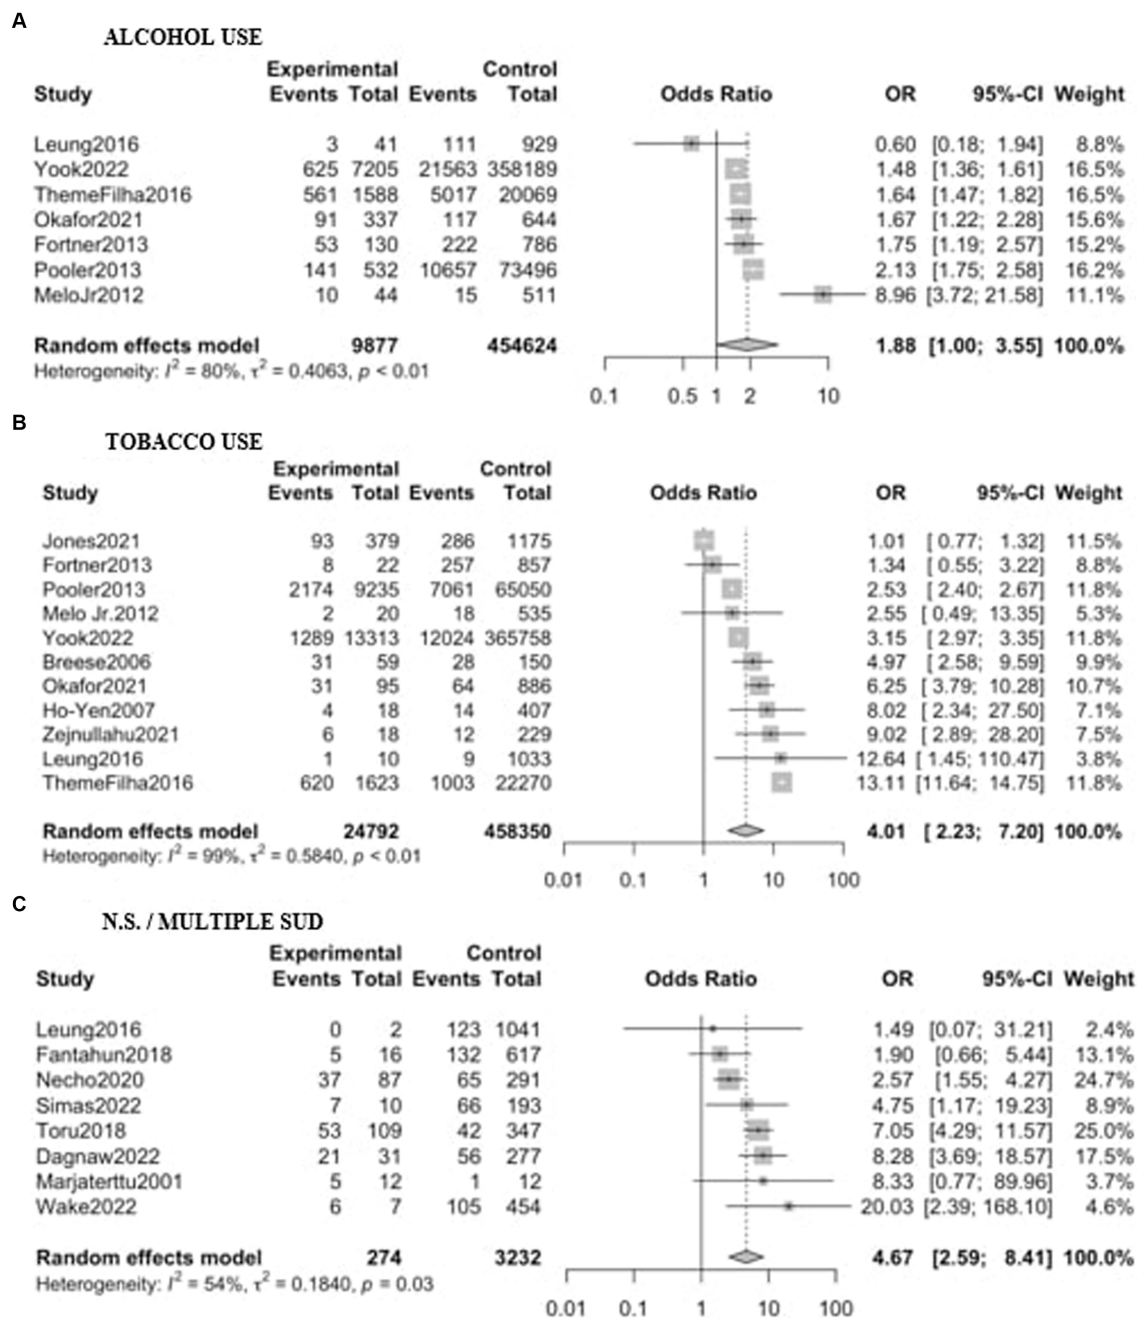 A
ALCOHOL USE
Experimental Control
Study Events Total Events Total Odds Ratio OR 95%-CI Weight
Leung2016 3 41 111 929 0.60 [0.18; 1.94] 8.8%
Yook2022 625 7205 21563 358189 1.48 [1.36; 1.61] 16.5%
ThemeFilha2016 561 1588 5017 20069 1.64 [1.47; 1.82] 16.5%
Okafor2021 91 337 117 644 1.67 [1.22; 2.28] 15.6%
Fortner2013 53 130 222 786 1.75 [1.19; 2.57] 15.2%
Pooler2013 141 532 10657 73496 2.13 [1.75; 2.58] 16.2%
MeloJr2012 10 44 15 511 8.96 [3.72; 21.58] 11.1%
Random effects model 9877 454624 1.88 [1.00; 3.55] 100.0%
Heterogeneity: I² = 80%, τ² = 0.4063, p < 0.01
0.1 0.5 1 2 10
B
TOBACCO USE
Experimental Control
Study Events Total Events Total Odds Ratio OR 95%-CI Weight
Jones2021 93 379 286 1175 1.01 [ 0.77; 1.32] 11.5%
Fortner2013 8 22 257 857 1.34 [ 0.55; 3.22] 8.8%
Pooler2013 2174 9235 7061 65050 2.53 [ 2.40; 2.67] 11.8%
Melo Jr.2012 2 20 18 535 2.55 [ 0.49; 13.35] 5.3%
Yook2022 1289 13313 12024 365758 3.15 [ 2.97; 3.35] 11.8%
Breese2006 31 59 28 150 4.97 [ 2.58; 9.59] 9.9%
Okafor2021 31 95 64 886 6.25 [ 3.79; 10.28] 10.7%
Ho-Yen2007 4 18 14 407 8.02 [ 2.34; 27.50] 7.1%
Zejnullahu2021 6 18 12 229 9.02 [ 2.89; 28.20] 7.5%
Leung2016 1 10 9 1033 12.64 [ 1.45; 110.47] 3.8%
ThemeFilha2016 620 1623 1003 22270 13.11 [11.64; 14.75] 11.8%
Random effects model 24792 458350 4.01 [ 2.23; 7.20] 100.0%
Heterogeneity: I² = 99%, τ² = 0.5840, p < 0.01
0.01 0.1 1 10 100
C
N.S. / MULTIPLE SUD
Experimental Control
Study Events Total Events Total Odds Ratio OR 95%-CI Weight
Leung2016 0 2 123 1041 1.49 [0.07; 31.21] 2.4%
Fantahun2018 5 16 132 617 1.90 [0.66; 5.44] 13.1%
Necho2020 37 87 65 291 2.57 [1.55; 4.27] 24.7%
Simas2022 7 10 66 193 4.75 [1.17; 19.23] 8.9%
Toru2018 53 109 42 347 7.05 [4.29; 11.57] 25.0%
Dagnaw2022 21 31 56 277 8.28 [3.69; 18.57] 17.5%
Marjaterttu2001 5 12 1 12 8.33 [0.77; 89.96] 3.7%
Wake2022 6 7 105 454 20.03 [2.39; 168.10] 4.6%
Random effects model 274 3232 4.67 [2.59; 8.41] 100.0%
Heterogeneity: I² = 54%, τ² = 0.1840, p = 0.03
0.01 0.1 1 10 100